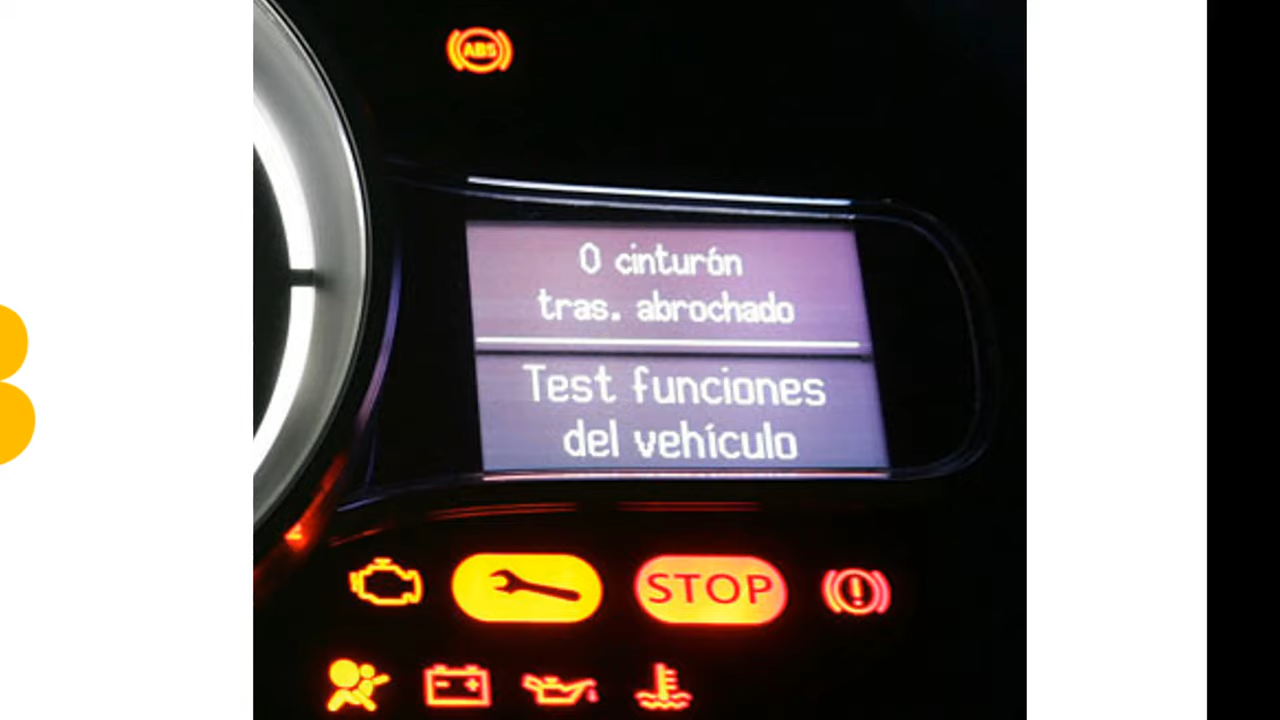 ABS
0 cinturón
tras. abrochado
Test funciones
del vehículo
STOP